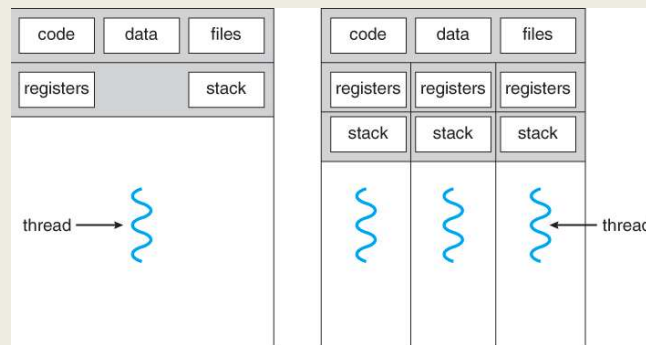 code data files
registers stack
thread
code data files
registers registers registers
stack stack stack
thread